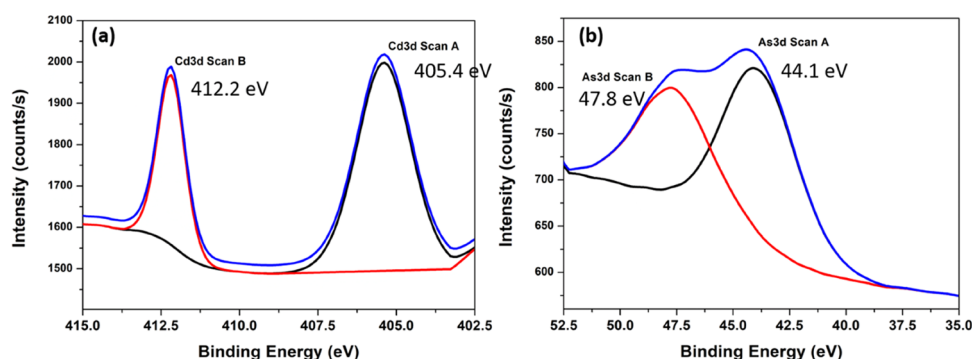 (a)
Cd3d Scan B
412.2 eV
Cd3d Scan A
405.4 eV
Intensity (counts/s)
2100
2000
1900
1800
1700
1600
1500
1400
415.0 412.5 410.0 407.5 405.0 402.5
Binding Energy (eV)
(b)
As3d Scan B
47.8 eV
As3d Scan A
44.1 eV
Intensity (counts/s)
850
800
750
700
650
600
52.5 50.0 47.5 45.0 42.5 40.0 37.5 35.0
Binding Energy (eV)